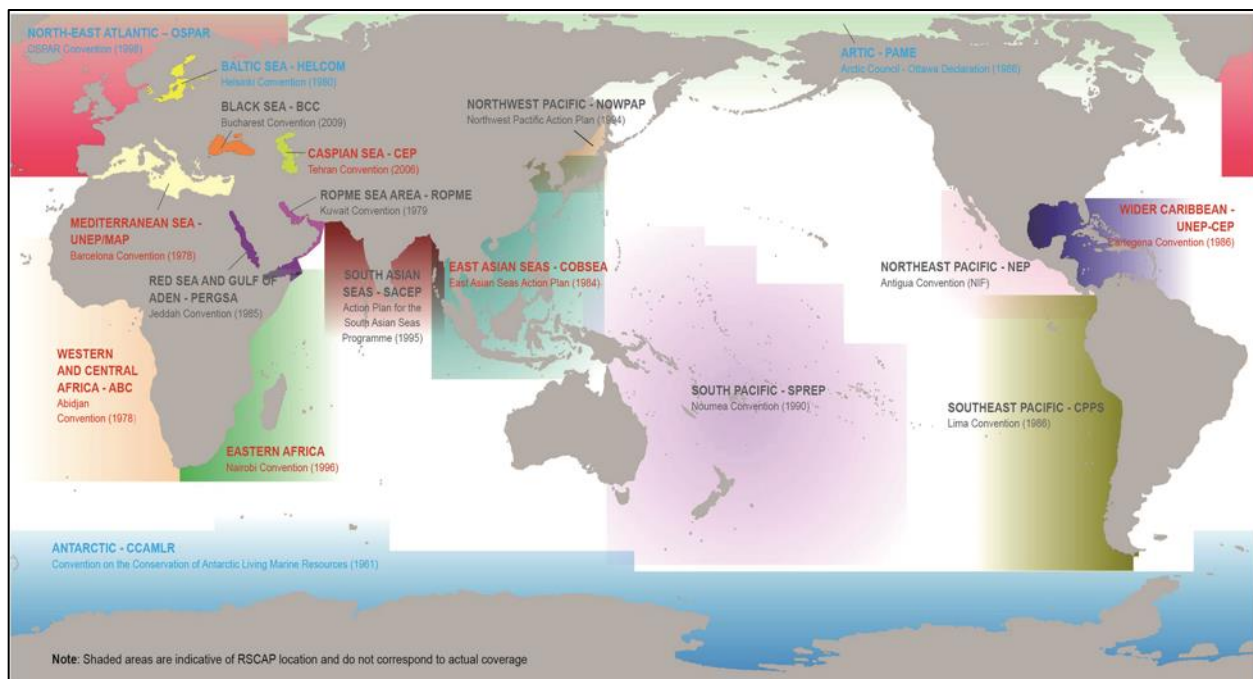 NORTH-EAST ATLANTIC – OSPAR
OSPAR Convention (1998)
BALTIC SEA - HELCOM
Helsinki Convention (1980)
BLACK SEA - BCC
Bucharest Convention (2009)
CASPIAN SEA - CEP
Tehran Convention (2006)
ROPME SEA AREA - ROPME
Kuwait Convention (1979
MEDITERRANEAN SEA -
UNEP/MAP
Barcelona Convention (1978)
RED SEA AND GULF OF
ADEN - PERGSA
Jeddah Convention (1985)
SOUTH ASIAN
SEAS - SACEP
Action Plan for the
South Asian Seas
Programme (1995)
EAST ASIAN SEAS - COBSEA
East Asian Seas Action Plan (1984)
NORTHWEST PACIFIC - NOWPAP
Northwest Pacific Action Plan (1994)
ARTIC - PAME
Arctic Council - Ottawa Declaration (1986)
WIDER CARIBBEAN -
UNEP-CEP
Cartegena Convention (1986)
NORTHEAST PACIFIC - NEP
Antigua Convention (NIF)
WESTERN
AND CENTRAL
AFRICA - ABC
Abidjan
Convention (1978)
EASTERN AFRICA
Nairobi Convention (1996)
SOUTH PACIFIC - SPREP
Noumea Convention (1990)
SOUTHEAST PACIFIC - CPPS
Lima Convention (1986)
ANTARCTIC - CCAMLR
Convention on the Conservation of Antarctic Living Marine Resources (1961)
Note: Shaded areas are indicative of RSCAP location and do not correspond to actual coverage